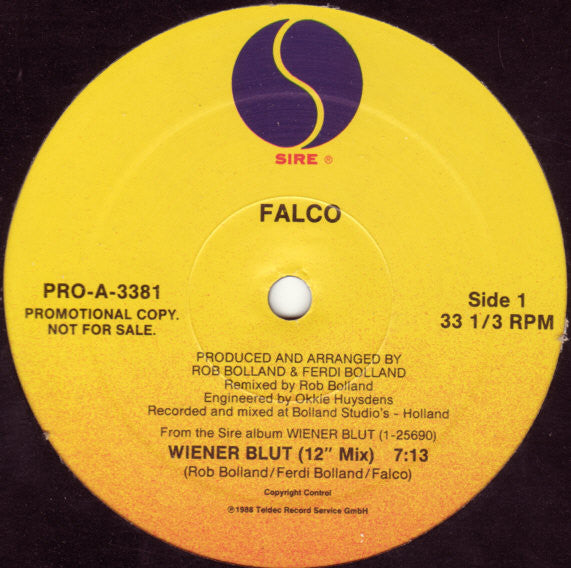 SIRE ®
FALCO
PRO-A-3381
PROMOTIONAL COPY.
NOT FOR SALE.
Side 1
33 1/3 RPM
PRODUCED AND ARRANGED BY
ROB BOLLAND & FERDI BOLLAND
Remixed by Rob Bolland
Engineered by Okkie Huysdens
Recorded and mixed at Bolland Studio's - Holland
From the Sire album WIENER BLUT (1-25690)
WIENER BLUT (12" Mix) 7:13
(Rob Bolland/Ferdi Bolland/Falco)
Copyright Control
℗1988 Teldec Record Service GmbH